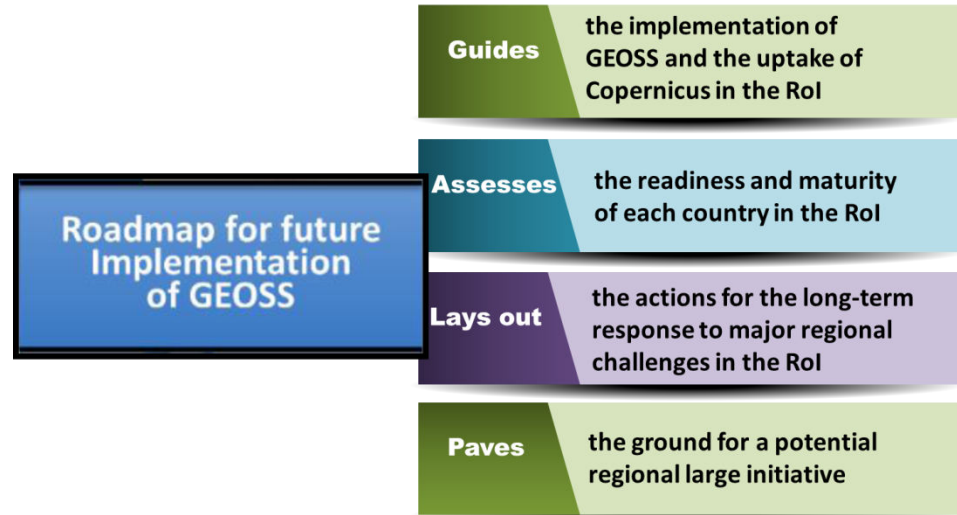 Roadmap for future
Implementation
of GEOSS
Guides
the implementation of
GEOSS and the uptake of
Copernicus in the RoI
Assesses
the readiness and maturity
of each country in the RoI
Lays out
the actions for the long-term
response to major regional
challenges in the RoI
Paves
the ground for a potential
regional large initiative